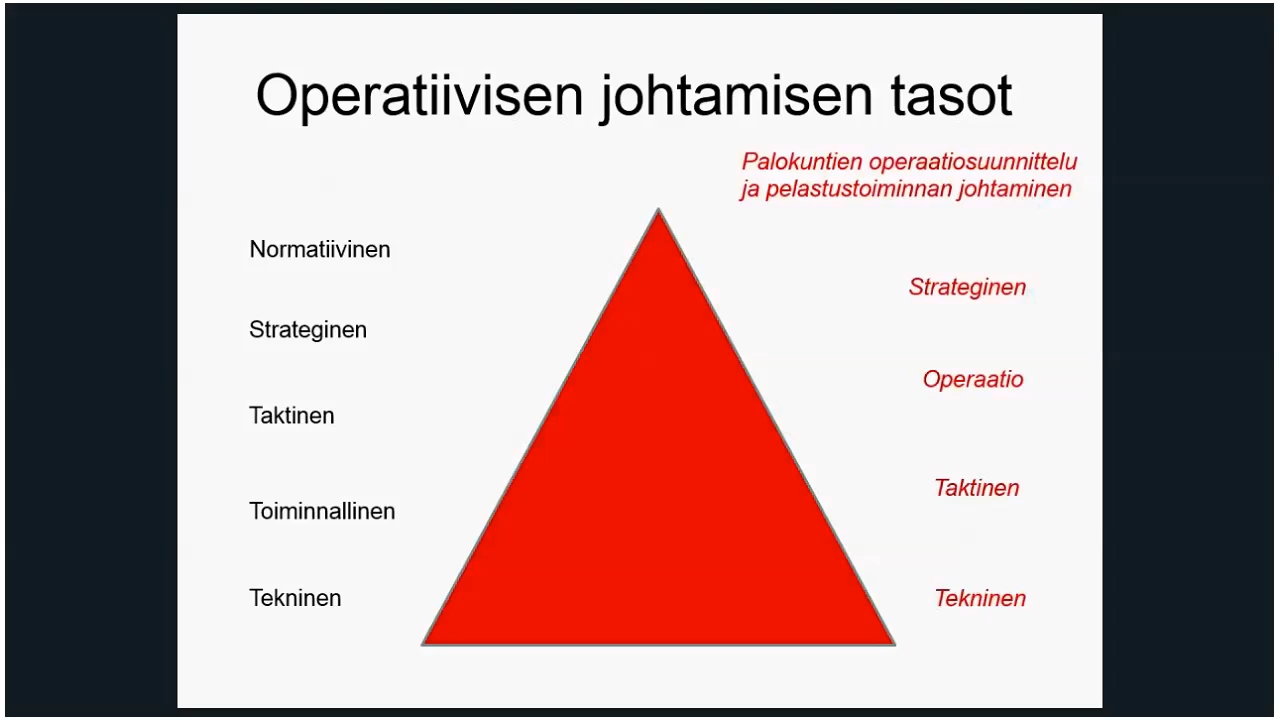 Operatiivisen johtamisen tasot
Palokuntien operaatiosuunnittelu
ja pelastustoiminnan johtaminen
Normatiivinen
Strateginen
Taktinen
Toiminnallinen
Tekninen
Strateginen
Operaatio
Taktinen
Tekninen